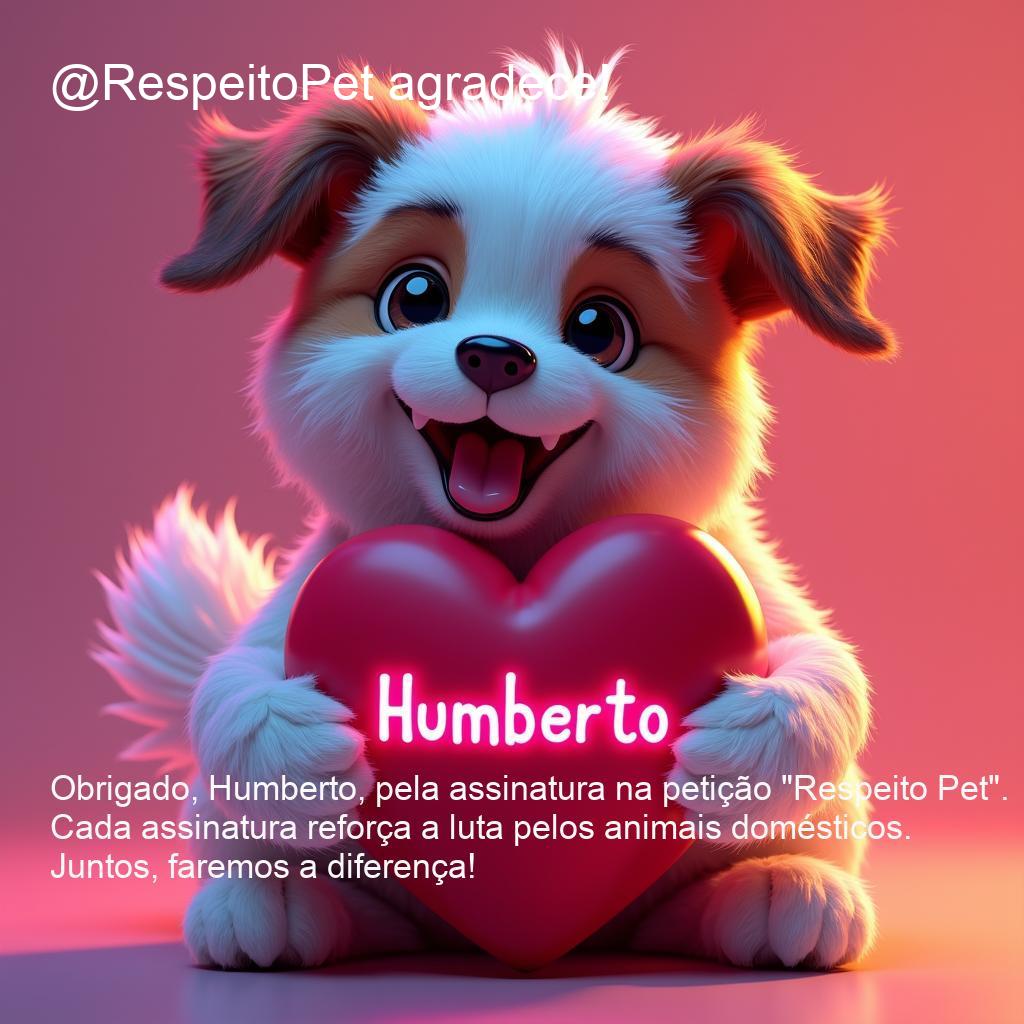 @RespeitoPet agradece!
Humberto
Obrigado, Humberto, pela assinatura na petição "Respeito Pet".
Cada assinatura reforça a luta pelos animais domésticos.
Juntos, faremos a diferença!